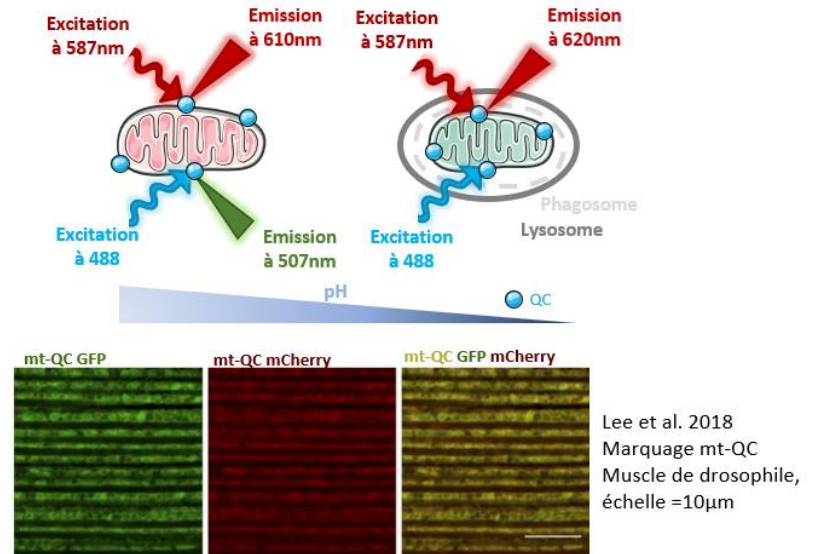 Excitation
à 587nm
Emission
à 610nm
Excitation
à 587nm
Emission
à 620nm
Excitation
à 488
Emission
à 507nm
Excitation
à 488
Phagosome
Lysosome
pH
QC
mt-QC GFP
mt-QC mCherry
mt-QC GFP mCherry
Lee et al. 2018
Marquage mt-QC
Muscle de drosophile,
échelle =10µm